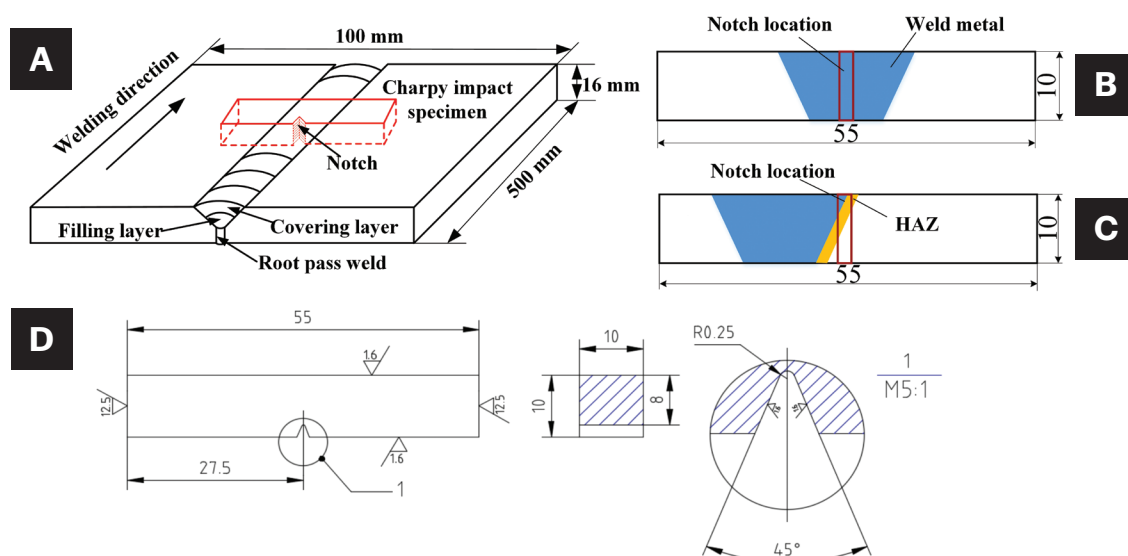 A
100 mm
Welding direction
16 mm
Charpy impact
specimen
Notch
500 mm
Filling layer
Covering layer
Root pass weld
Notch location
Weld metal
10
55
B
Notch location
HAZ
10
55
C
D
55
1.6
12.5
12.5
1.6
27.5
1
10
10
8
R0.25
1
M5:1
45°